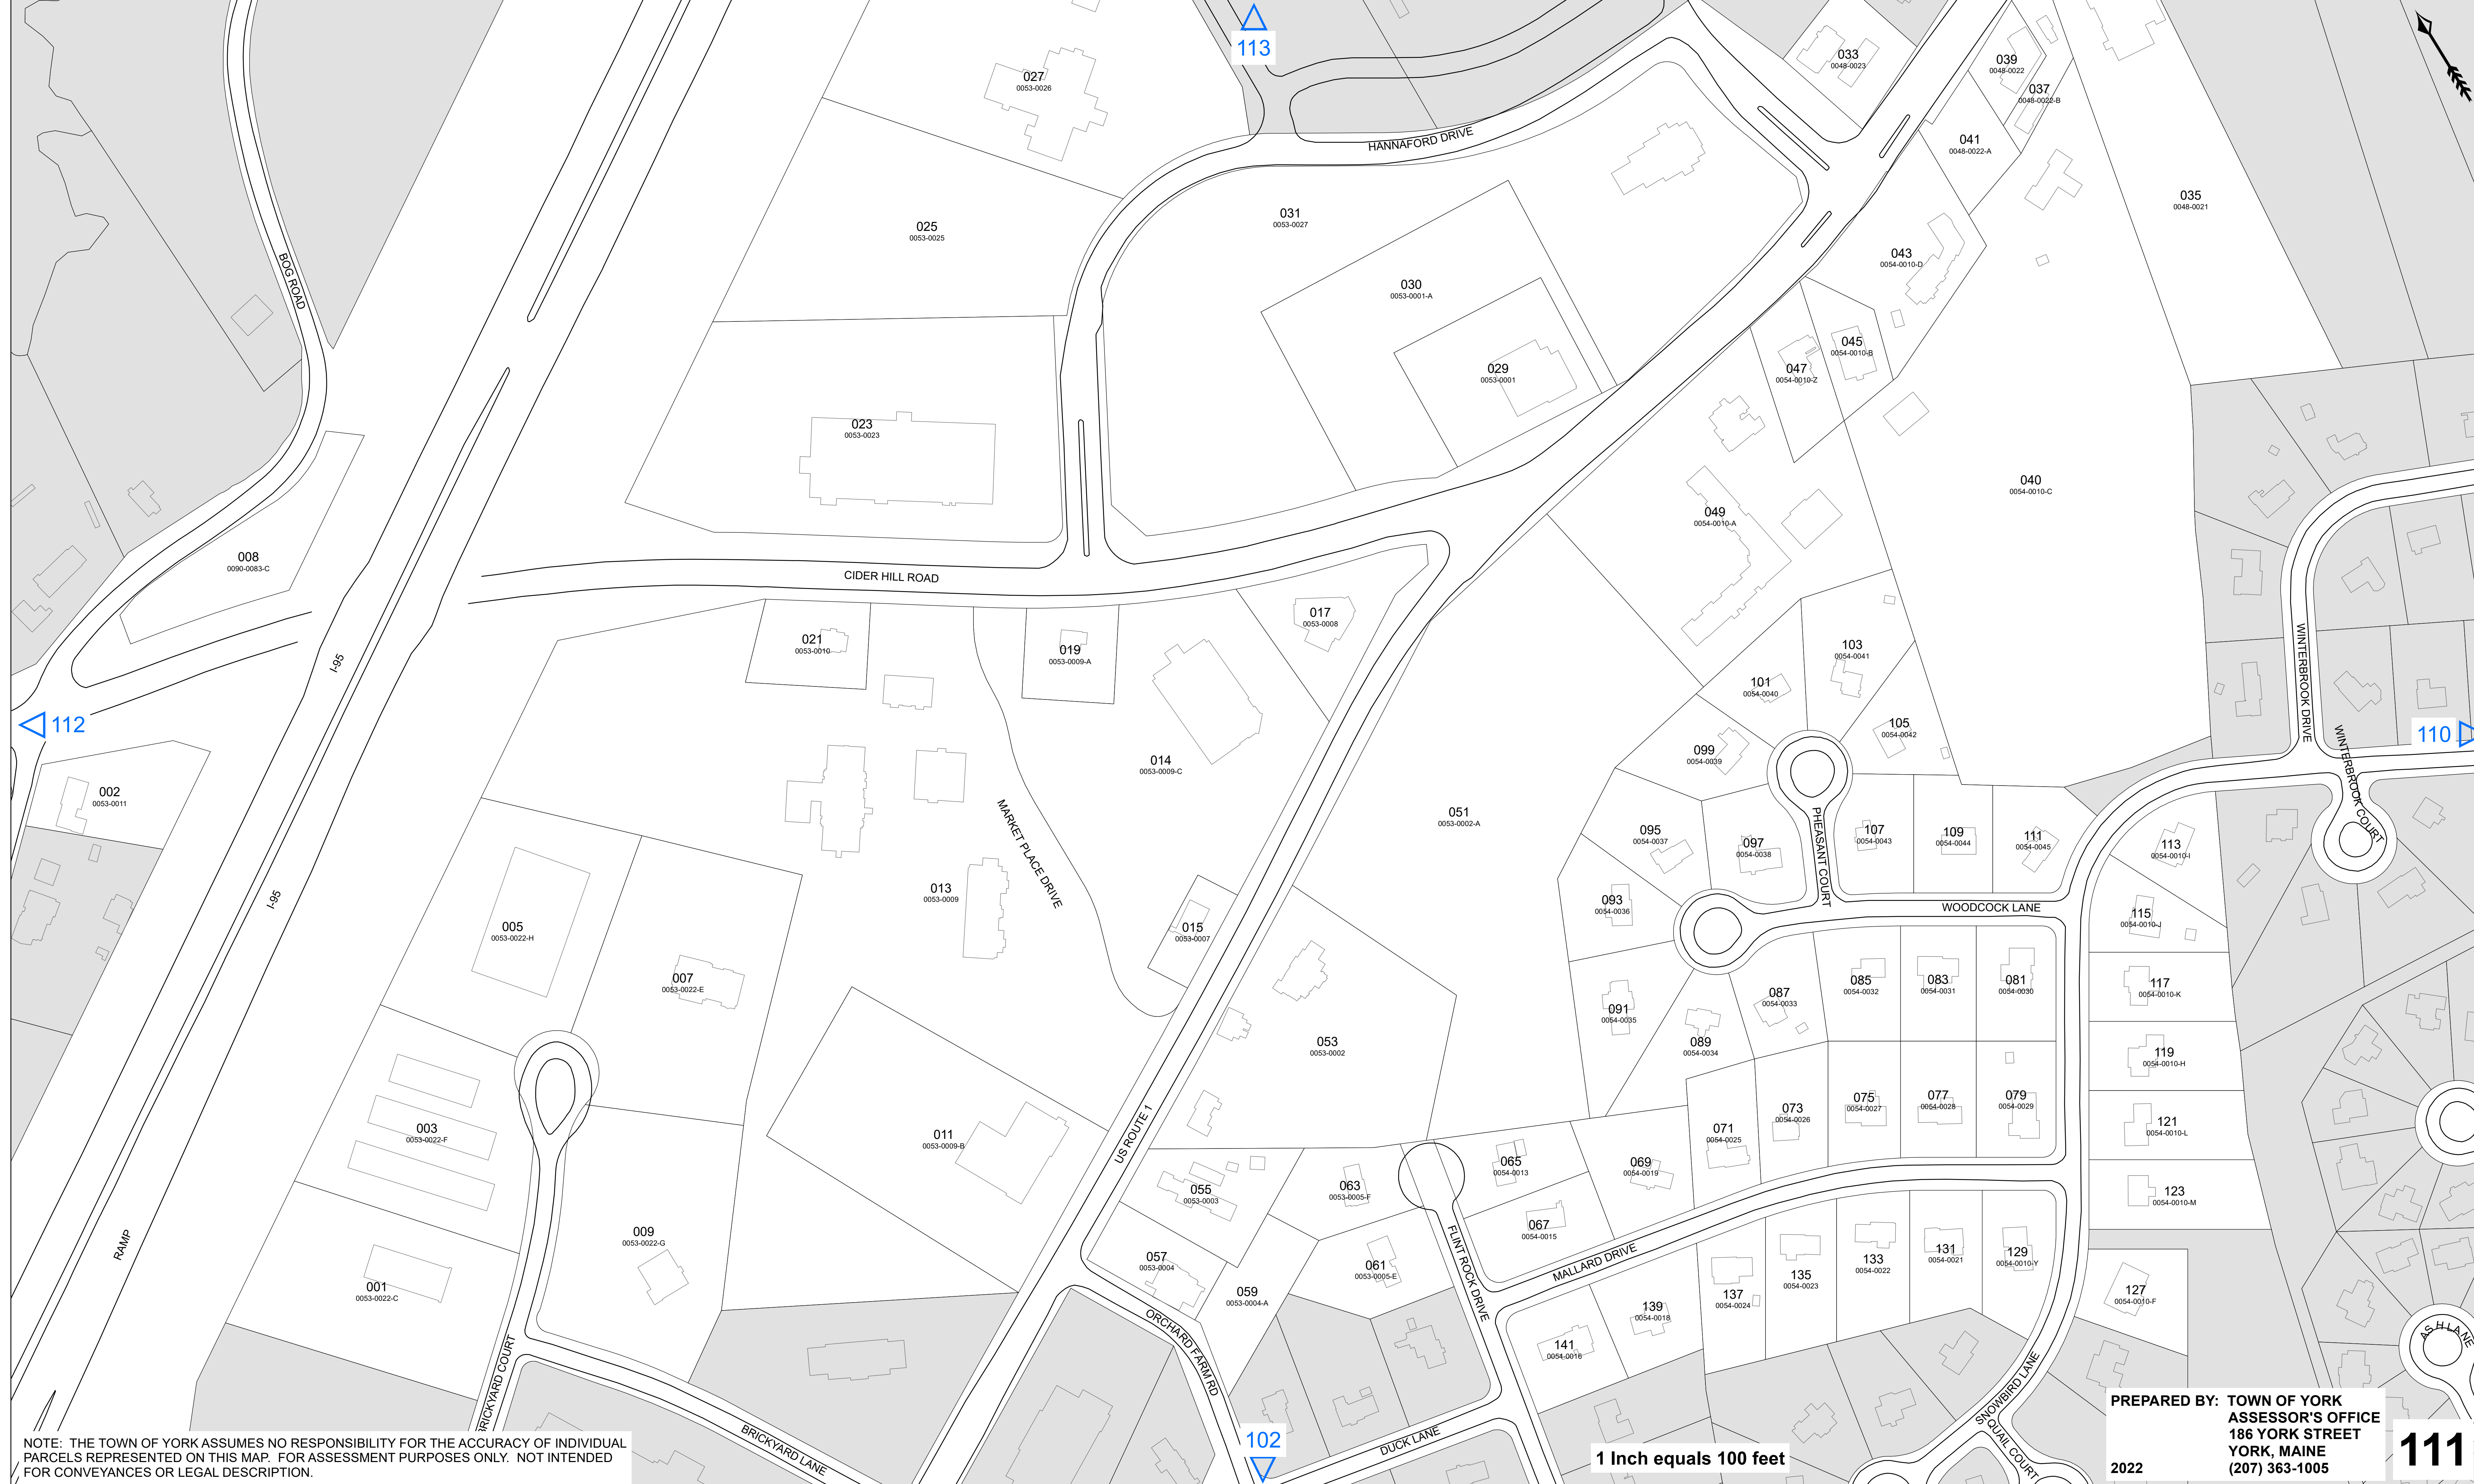 113
027
0053-0026
033
0048-0023
039
0048-0022
037
0048-0022-B
HANNAFORD DRIVE
041
0048-0022-A
025
0053-0025
031
0053-0027
035
0048-0021
BOG ROAD
043
0054-0010-D
030
0053-0001-A
045
0054-0010-B
047
0054-0010-Z
029
0053-0001
023
0053-0023
040
0054-0010-C
049
0054-0010-A
008
0090-0083-C
CIDER HILL ROAD
017
0053-0008
021
0053-0010
019
0053-0009-A
103
0054-0041
I-95
WINTERBROOK DRIVE
101
0054-0040
112
105
0054-0042
110
099
0054-0039
014
0053-0009-C
WINTERBROOK COURT
002
0053-0011
051
0053-0002-A
MARKET PLACE DRIVE
095
0054-0037
097
0054-0038
PHEASANT COURT
107
0054-0043
109
0054-0044
111
0054-0045
113
0054-0010-I
013
0053-0009
I-95
093
0054-0036
WOODCOCK LANE
115
0054-0010-J
005
0053-0022-H
015
0053-0007
007
0053-0022-E
087
0054-0033
085
0054-0032
083
0054-0031
081
0054-0030
117
0054-0010-K
091
0054-0035
053
0053-0002
089
0054-0034
119
0054-0010-H
003
0053-0022-F
011
0053-0009-B
US ROUTE 1
071
0054-0025
073
0054-0026
075
0054-0027
077
0054-0028
079
0054-0029
121
0054-0010-L
065
0054-0013
069
0054-0019
055
0053-0003
063
0053-0005-F
123
0054-0010-M
009
0053-0022-G
RAMP
067
0054-0015
FLINT ROCK DRIVE
MALLARD DRIVE
057
0053-0004
061
0053-0005-E
133
0054-0022
131
0054-0021
129
0054-0010-Y
135
0054-0023
001
0053-0022-C
059
0053-0004-A
137
0054-0024
127
0054-0010-F
139
0054-0018
ORCHARD FARM RD
141
0054-0016
ASH LANE
BRICKYARD COURT
SNOWBIRD LANE
QUAIL COURT
DUCK LANE
BRICKYARD LANE
102
1 Inch equals 100 feet
NOTE: THE TOWN OF YORK ASSUMES NO RESPONSIBILITY FOR THE ACCURACY OF INDIVIDUAL
PARCELS REPRESENTED ON THIS MAP. FOR ASSESSMENT PURPOSES ONLY. NOT INTENDED
FOR CONVEYANCES OR LEGAL DESCRIPTION.
PREPARED BY: TOWN OF YORK
ASSESSOR'S OFFICE
186 YORK STREET
YORK, MAINE
2022 (207) 363-1005
111